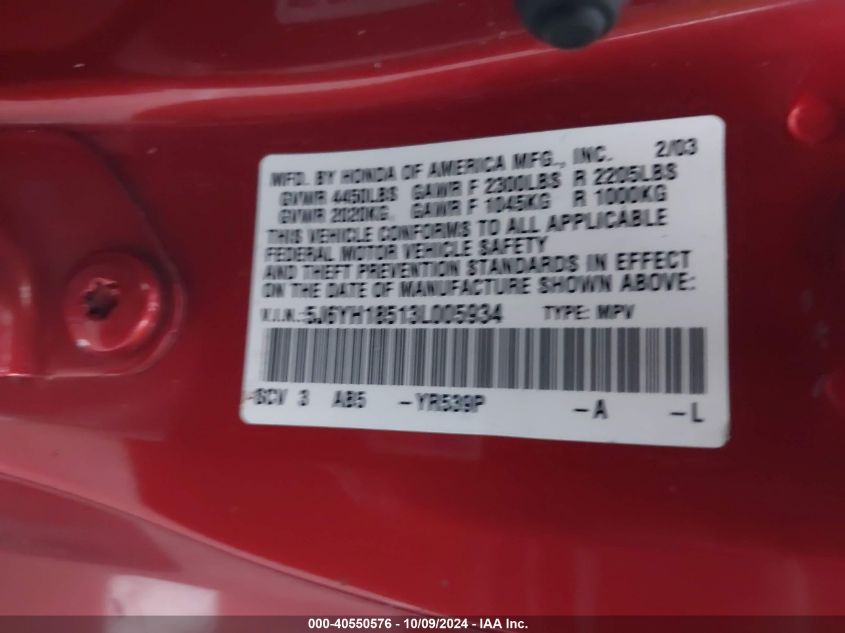 MFD. BY HONDA OF AMERICA MFG., INC. 2/03
GVWR 4450LBS GAWR F 2300LBS R 2205LBS
GVWR 2020KG. GAWR F 1045KG R 1000KG
THIS VEHICLE CONFORMS TO ALL APPLICABLE
FEDERAL MOTOR VEHICLE SAFETY
AND THEFT PREVENTION STANDARDS IN EFFECT
ON THE DATE OF MANUFACTURE SHOWN ABOVE:
V.I.N.:5J6YH18513L005934 TYPE: MPV
-SCV 3 AB5 -YR539P -A -L
000-40550576 - 10/09/2024 - IAA Inc.